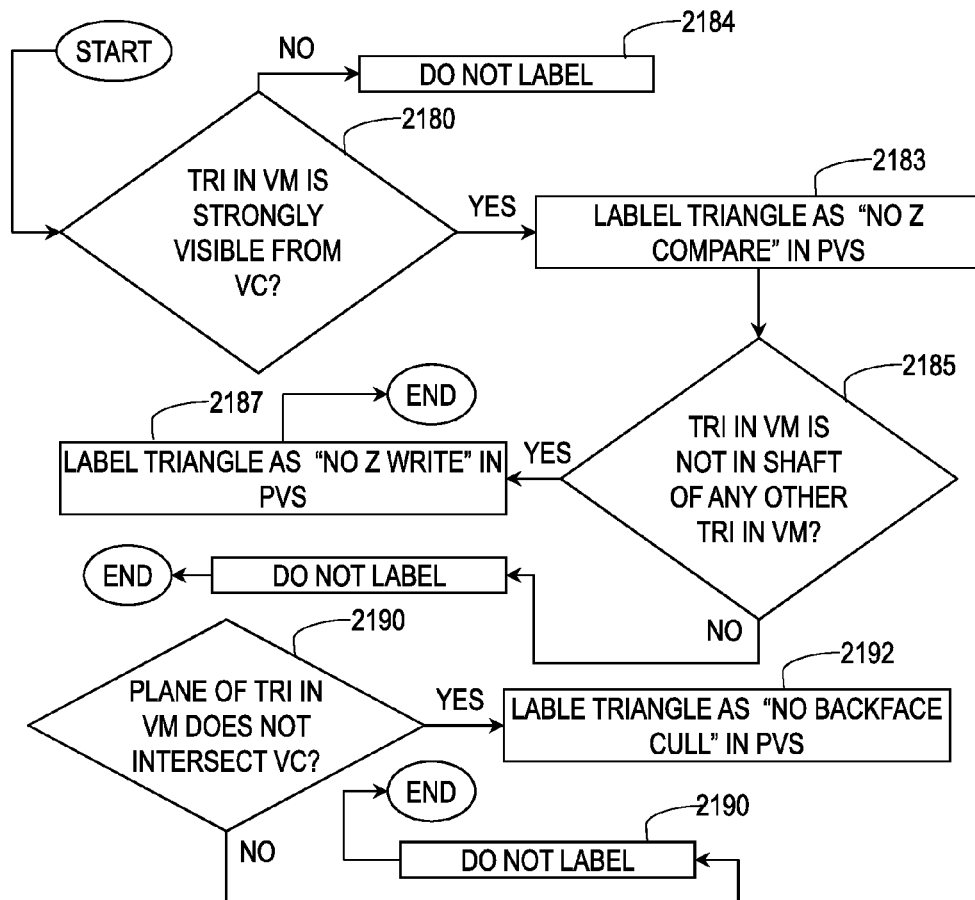 START
NO
DO NOT LABEL
2184
2180
TRI IN VM IS
STRONGLY
VISIBLE FROM
VC?
YES
2183
LABLEL TRIANGLE AS "NO Z
COMPARE" IN PVS
2185
TRI IN VM IS
NOT IN SHAFT
OF ANY OTHER
TRI IN VM?
YES
END
2187
LABEL TRIANGLE AS "NO Z WRITE" IN
PVS
NO
DO NOT LABEL
END
2190
PLANE OF TRI IN
VM DOES NOT
INTERSECT VC?
YES
2192
LABLE TRIANGLE AS "NO BACKFACE
CULL" IN PVS
NO
END
2190
DO NOT LABEL